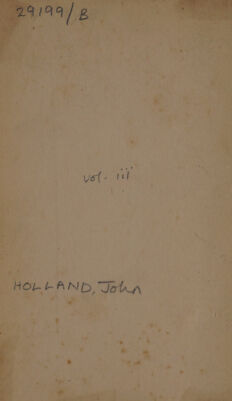 29199/B
vol. iii
HOLLAND, John